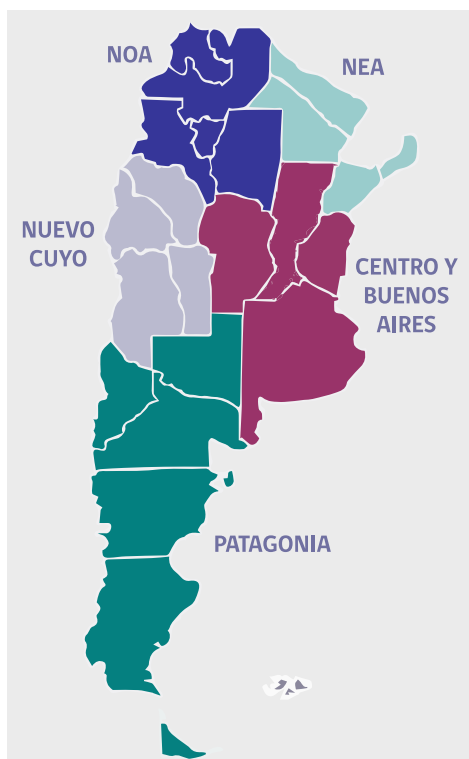 NOA
NEA
NUEVO
CUYO
CENTRO Y
BUENOS
AIRES
PATAGONIA